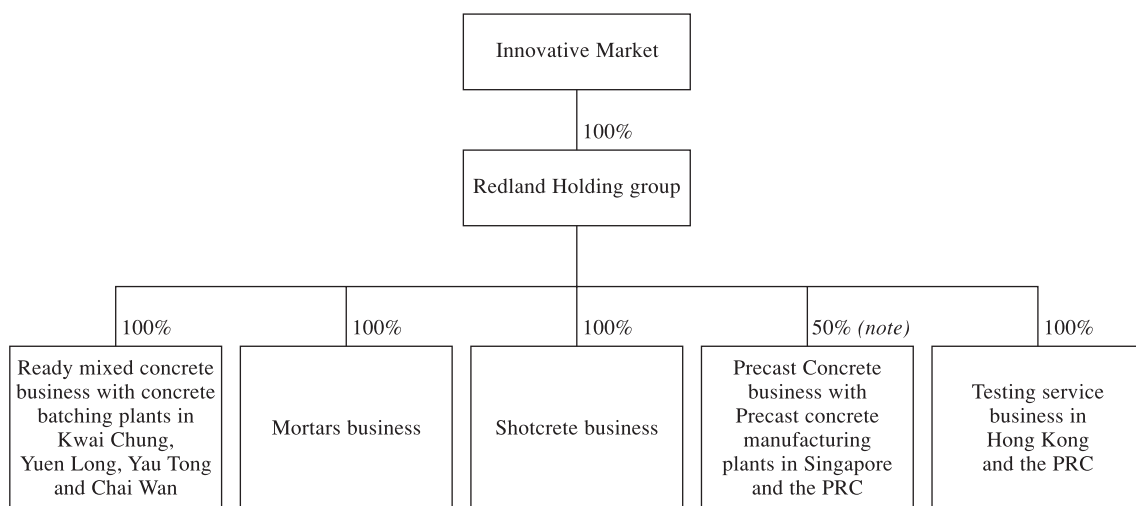 Innovative Market
100%
Redland Holding group
100%
Ready mixed concrete
business with concrete
batching plants in
Kwai Chung,
Yuen Long, Yau Tong
and Chai Wan
100%
Mortars business
100%
Shotcrete business
50% (note)
Precast Concrete
business with
Precast concrete
manufacturing
plants in Singapore
and the PRC
100%
Testing service
business in
Hong Kong
and the PRC